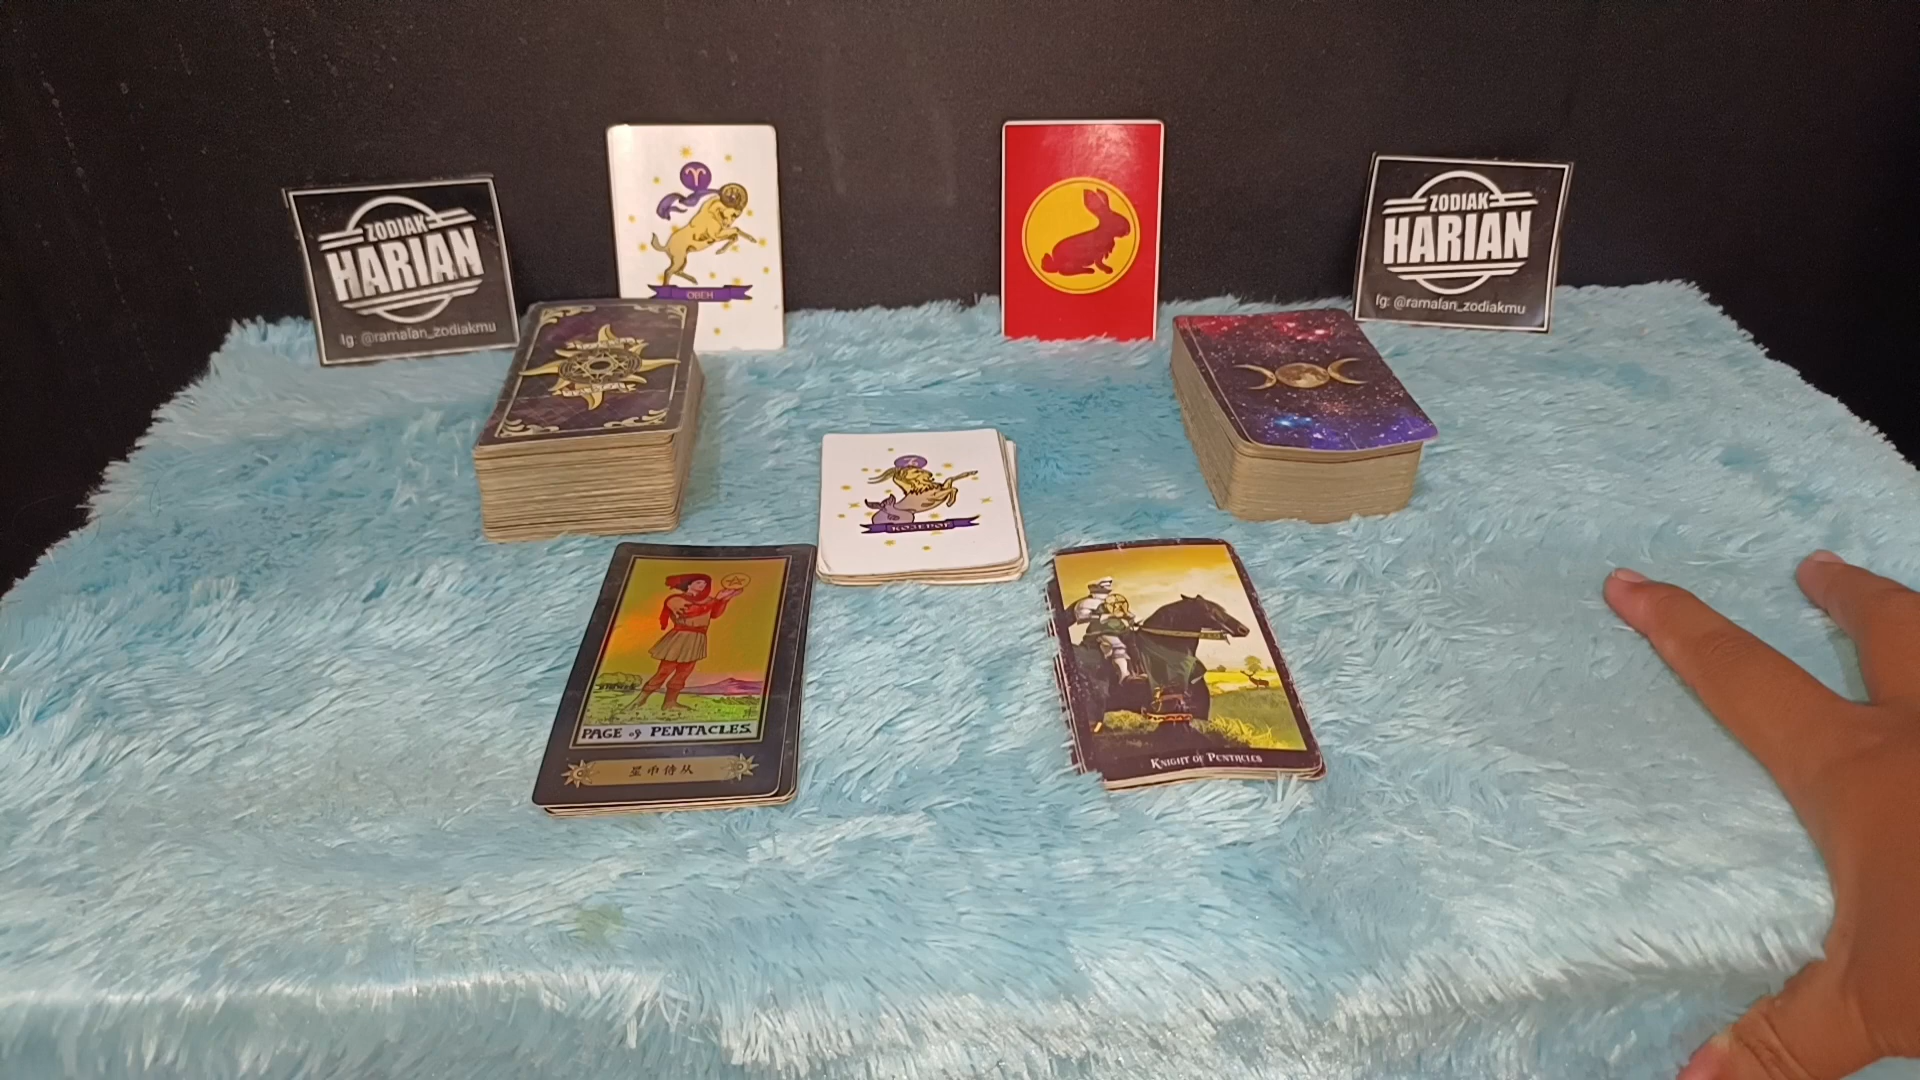 ZODIAK
HARIAN
Ig: @ramalan_zodiakmu
ОВЕН
ZODIAK
HARIAN
Ig: @ramalan_zodiakmu
КОЗЕРОГ
PAGE of PENTACLES.
星币侍从
KNIGHT OF PENTACLES